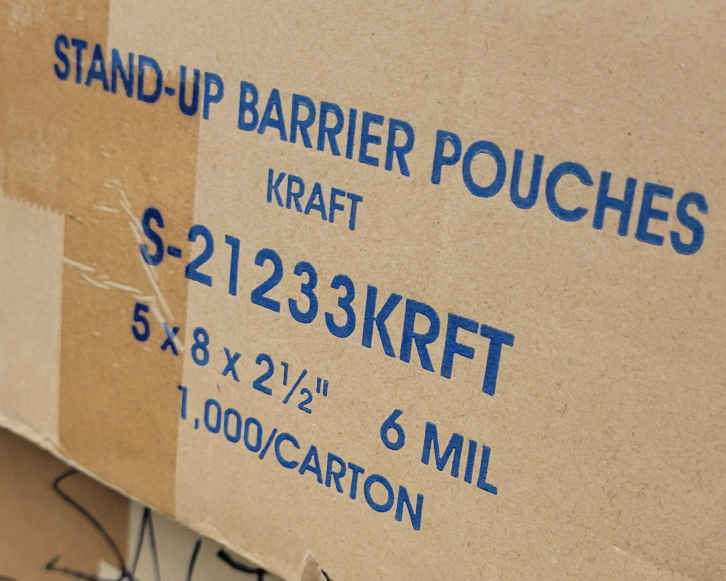 STAND-UP BARRIER POUCHES
KRAFT
S-21233KRFT
5 x 8 x 2½" 6 MIL
1,000/CARTON